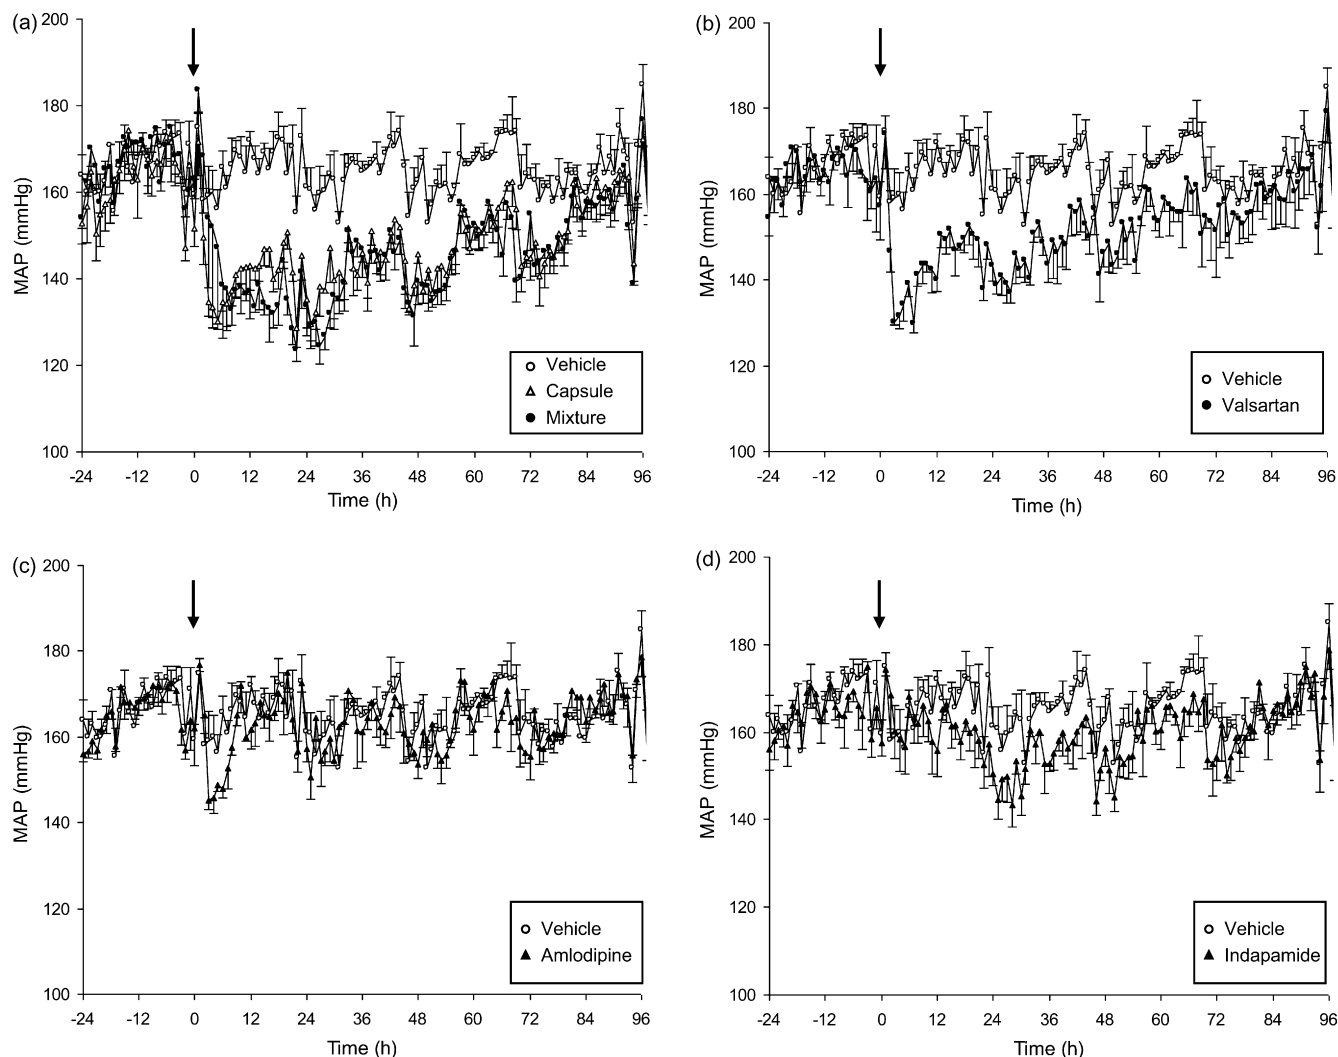 (a)
200
180
160
140
120
100
MAP (mmHg)
Vehicle
Capsule
Mixture
-24 -12 0 12 24 36 48 60 72 84 96
Time (h)
(b)
200
180
160
140
120
100
MAP (mmHg)
Vehicle
Valsartan
-24 -12 0 12 24 36 48 60 72 84 96
Time (h)
(c)
200
180
160
140
120
100
MAP (mmHg)
Vehicle
Amlodipine
-24 -12 0 12 24 36 48 60 72 84 96
Time (h)
(d)
200
180
160
140
120
100
MAP (mmHg)
Vehicle
Indapamide
-24 -12 0 12 24 36 48 60 72 84 96
Time (h)